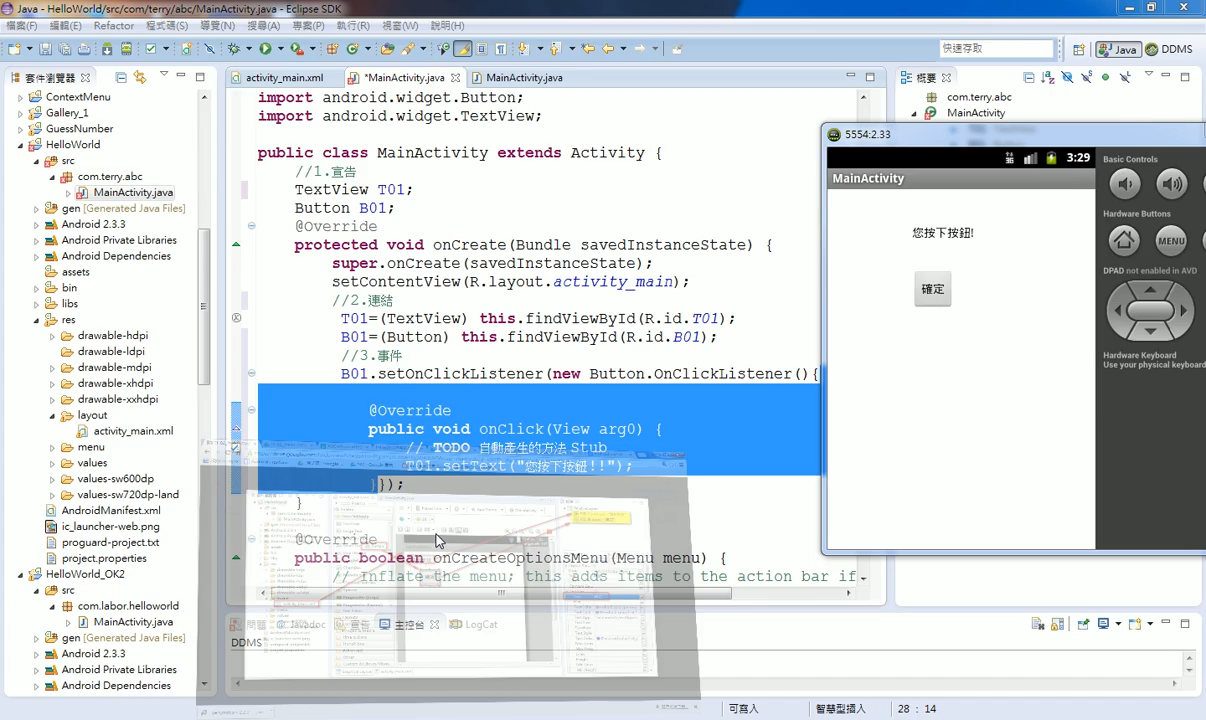 Java - HelloWorld/src/com/terry/abc/MainActivity.java - Eclipse SDK
檔案(F) 編輯(E) Refactor 程式碼(S) 導覽(N) 搜尋(A) 專案(P) 執行(R) 視窗(W) 說明(H)
快速存取
Java
DDMS
套件瀏覽器
activity_main.xml
*MainActivity.java
MainActivity.java
概要
ContextMenu
Gallery_1
GuessNumber
HelloWorld
src
com.terry.abc
MainActivity.java
gen [Generated Java Files]
Android 2.3.3
Android Private Libraries
Android Dependencies
assets
bin
libs
res
drawable-hdpi
drawable-ldpi
drawable-mdpi
drawable-xhdpi
drawable-xxhdpi
layout
activity_main.xml
menu
values
values-sw600dp
values-sw720dp-land
AndroidManifest.xml
ic_launcher-web.png
proguard-project.txt
project.properties
HelloWorld_OK2
src
com.labor.helloworld
MainActivity.java
gen [Generated Java Files]
Android 2.3.3
Android Private Libraries
Android Dependencies
import android.widget.Button;
import android.widget.TextView;
public class MainActivity extends Activity {
//1.宣告
TextView T01;
Button B01;
@Override
protected void onCreate(Bundle savedInstanceState) {
super.onCreate(savedInstanceState);
setContentView(R.layout.activity_main);
//2.連結
T01=(TextView) this.findViewById(R.id.T01);
B01=(Button) this.findViewById(R.id.B01);
//3.事件
B01.setOnClickListener(new Button.OnClickListener(){
@Override
public void onClick(View arg0) {
// TODO 自動產生的方法 Stub
T01.setText("您按下按鈕!!");
}});
}
@Override
public boolean onCreateOptionsMenu(Menu menu) {
// Inflate the menu; this adds items to the action bar if
com.terry.abc
MainActivity
5554:2.33
3:29
MainActivity
您按下按鈕!
確定
Basic Controls
Hardware Buttons
MENU
DPAD not enabled in AVD
Hardware Keyboard
Use your physical keyboard
問題 Javadoc 宣告 主控台 LogCat
DDMS
可寫入
智慧型插入
28 : 14